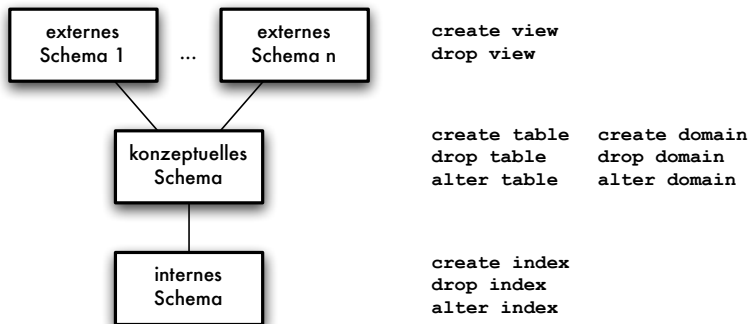 externes
Schema 1
...
externes
Schema n
create view
drop view
konzeptuelles
Schema
create table create domain
drop table drop domain
alter table alter domain
internes
Schema
create index
drop index
alter index